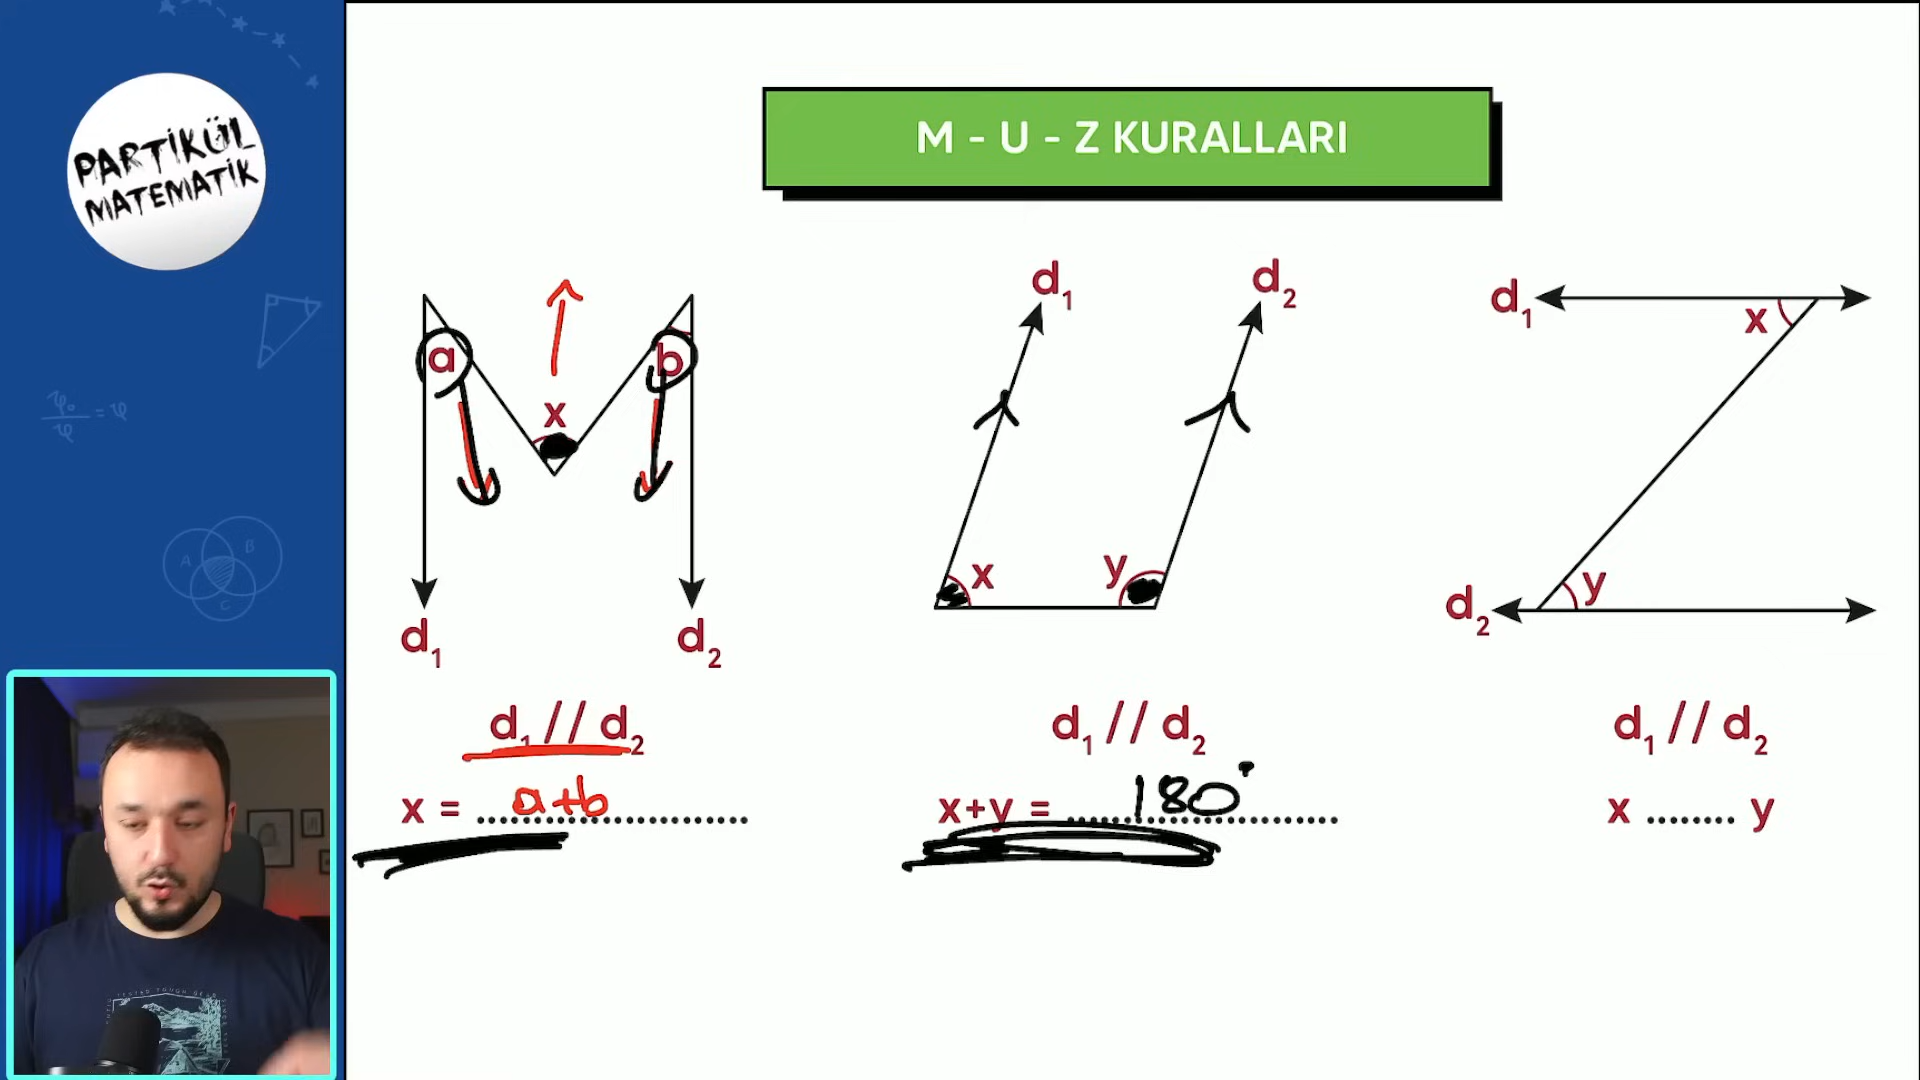 PARTİKÜL
MATEMATİK
M - U - Z KURALLARI
a
b
x
d1
d2
d1 // d2
x = a+b
d1
d2
x
y
d1 // d2
x+y = 180°
d1
x
d2
y
d1 // d2
x ........ y
A
B
C